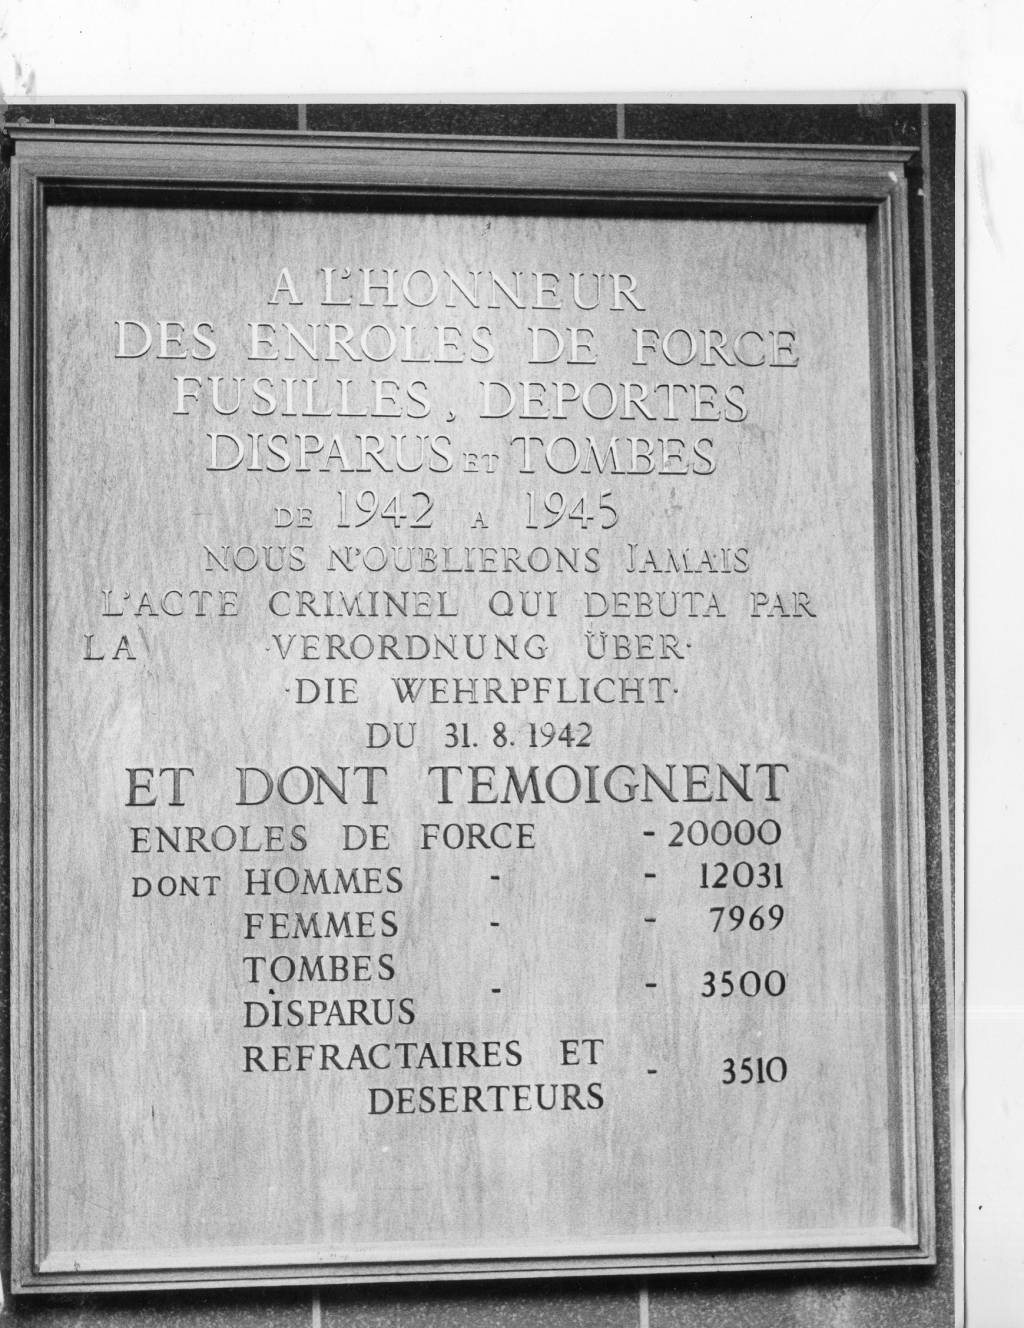 A L'HONNEUR
DES ENROLES DE FORCE
FUSILLES, DEPORTES
DISPARUS ET TOMBES
DE 1942 A 1945
NOUS N'OUBLIERONS JAMAIS
L'ACTE CRIMINEL QUI DEBUTA PAR
LA ·VERORDNUNG ÜBER·
·DIE WEHRPFLICHT·
DU 31. 8. 1942
ET DONT TEMOIGNENT
ENROLES DE FORCE - 20000
DONT HOMMES - - 12031
FEMMES - - 7969
TOMBES
DISPARUS - - 3500
REFRACTAIRES ET
DESERTEURS - 3510